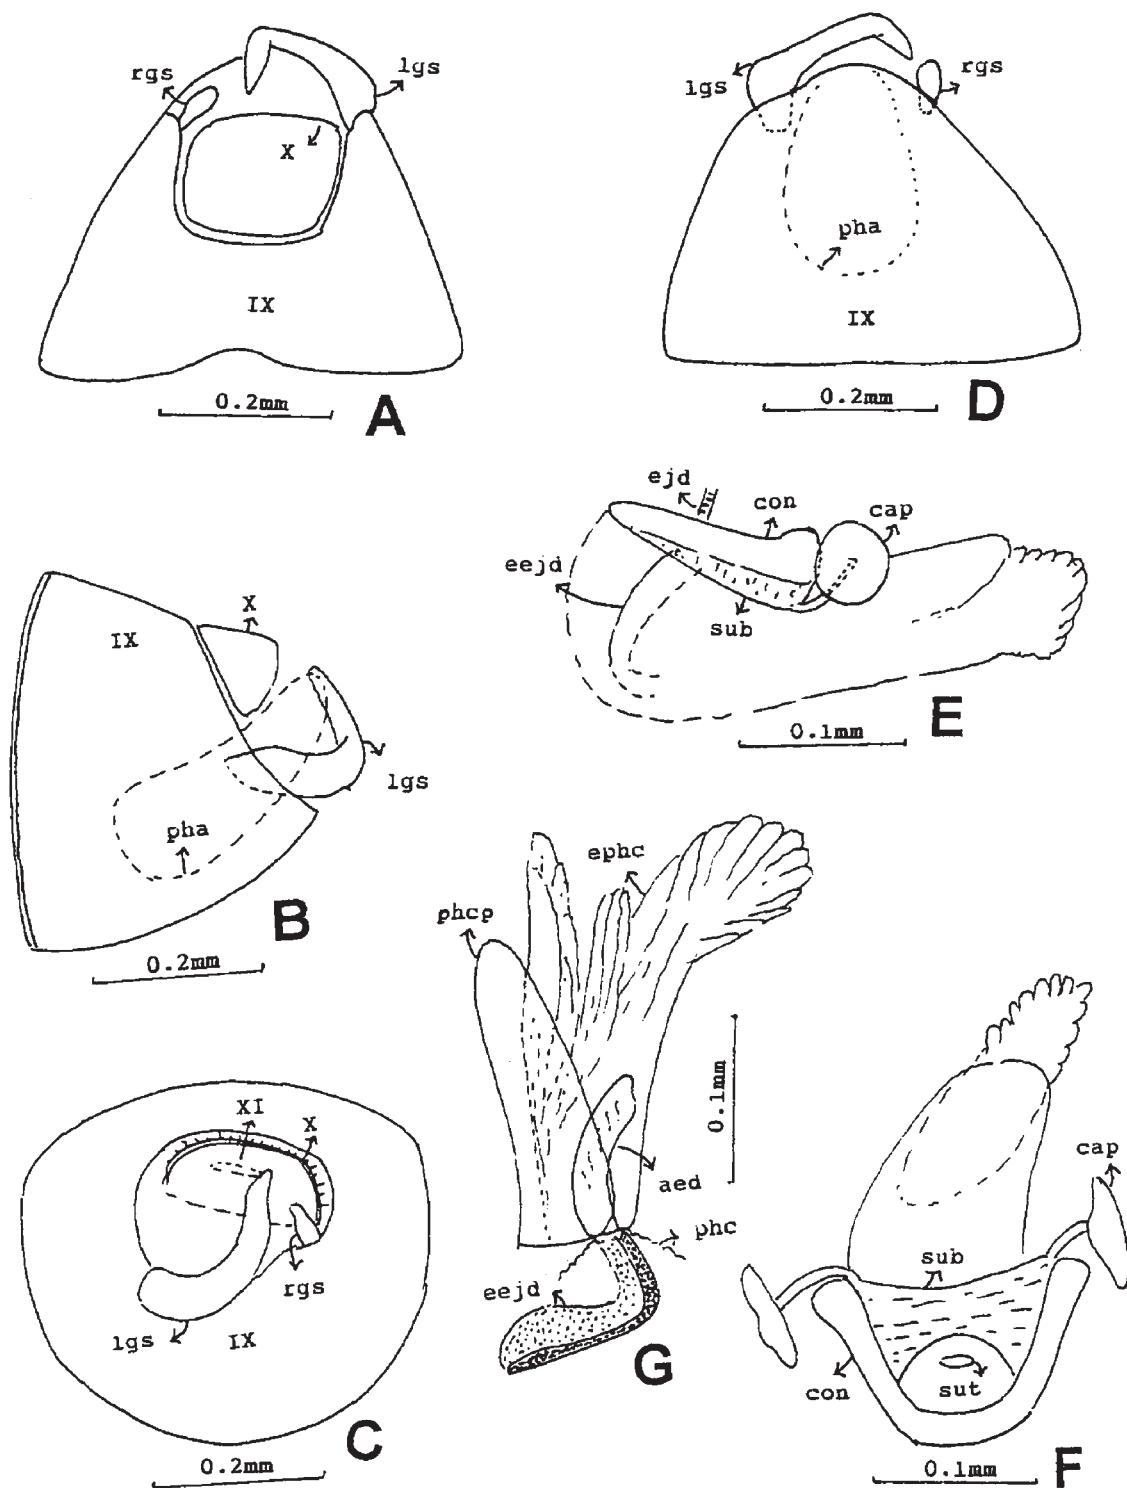 rgs
lgs
X
IX
0.2mm
A
lgs
rgs
pha
IX
0.2mm
D
X
IX
lgs
pha
B
0.2mm
ejd
con
cap
eejd
sub
E
0.1mm
XI
X
rgs
lgs
IX
C
0.2mm
ephc
phcp
0.1mm
aed
phc
eejd
G
cap
sub
con
sut
0.1mm
F